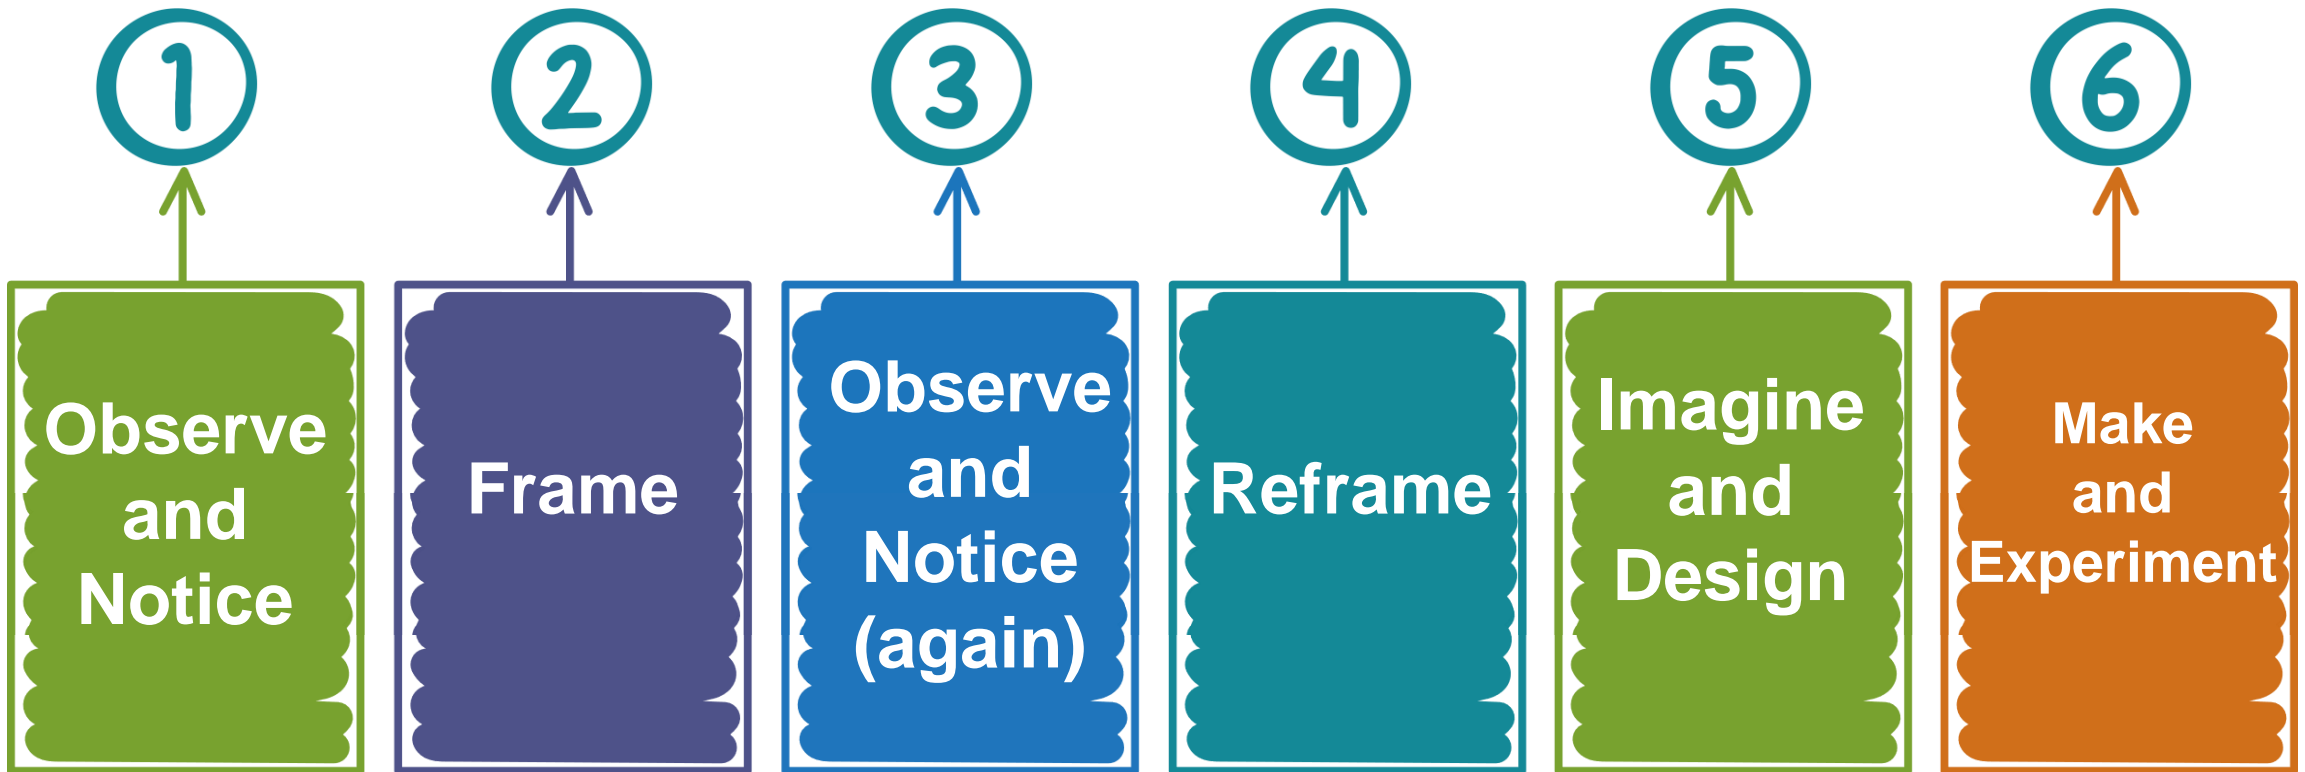 1
2
3
4
5
6
Observe
and
Notice
Frame
Observe
and
Notice
(again)
Reframe
Imagine
and
Design
Make
and
Experiment